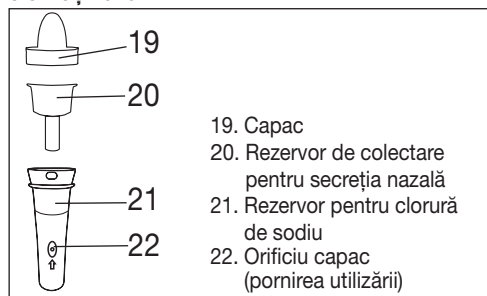 19
20
21
22
19. Capac
20. Rezervor de colectare
pentru secreția nazală
21. Rezervor pentru clorură
de sodiu
22. Orificiu capac
(pornirea utilizării)